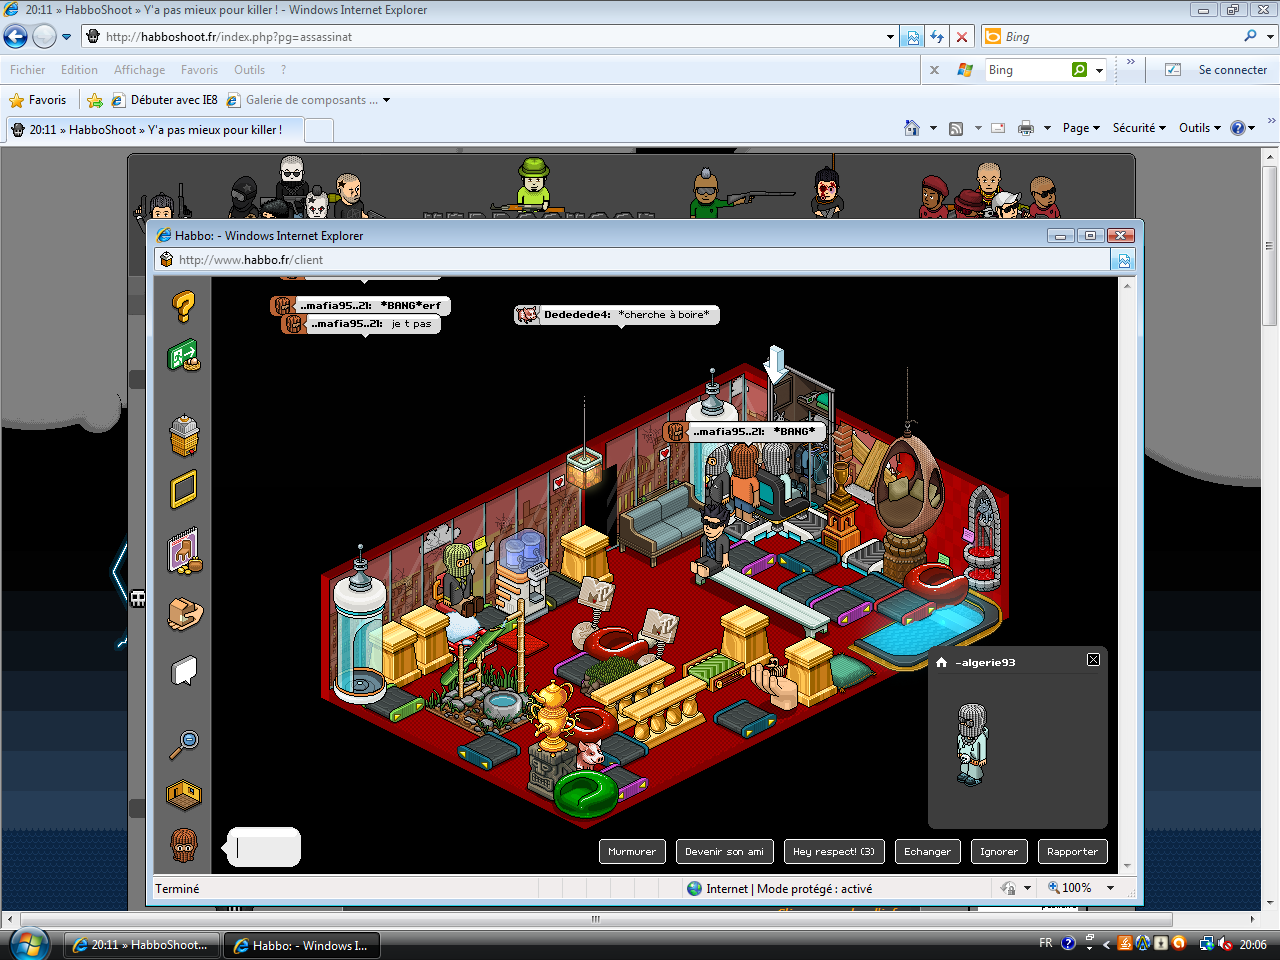 20:11 » HabboShoot » Y'a pas mieux pour killer ! - Windows Internet Explorer
http://habboshoot.fr/index.php?pg=assassinat
Bing
Fichier Edition Affichage Favoris Outils ?
Bing
Se connecter
Favoris
Débuter avec IE8
Galerie de composants ...
20:11 » HabboShoot » Y'a pas mieux pour killer !
Page
Sécurité
Outils
Habbo: - Windows Internet Explorer
http://www.habbo.fr/client
..mafia95..21: *BANG*erf
Dededede4: *cherche à boire*
..mafia95..21: je t pas
..mafia95..21: *BANG*
MTV
MTV
-algerie93
Murmurer
Devenir son ami
Hey respect! (3)
Echanger
Ignorer
Rapporter
Terminé
Internet | Mode protégé : activé
100%
20:11 » HabboShoot...
Habbo: - Windows I...
FR
20:06